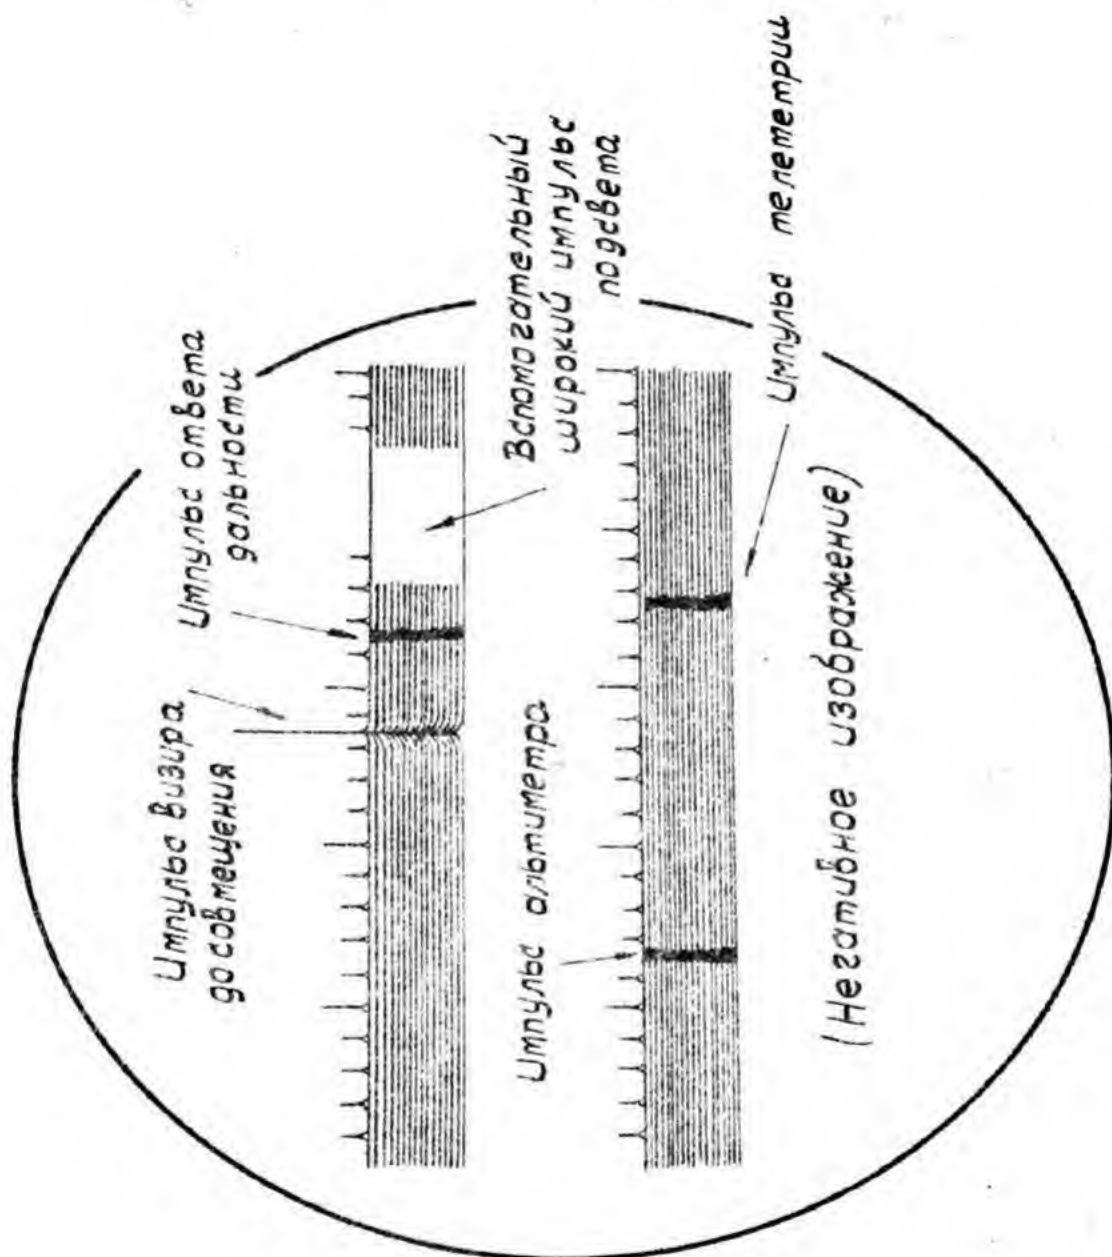 Импульс визира
до совмещения
Импульс ответа
дальности
Вспомогательный
широкий импульс
подсвета
Импульс альтиметра
Импульс телеметрии
(Негативное изображение)